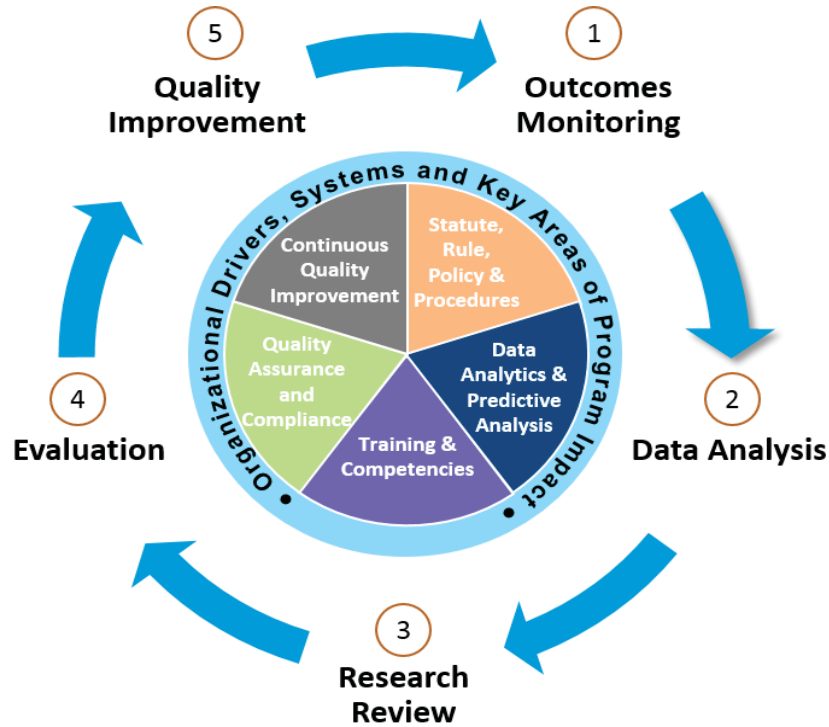 5
Quality
Improvement
1
Outcomes
Monitoring
• Organizational Drivers, Systems and Key Areas of Program Impact •
Continuous
Quality
Improvement
Statute,
Rule,
Policy &
Procedures
Quality
Assurance
and
Compliance
Data
Analytics &
Predictive
Analysis
Training &
Competencies
4
Evaluation
2
Data Analysis
3
Research
Review